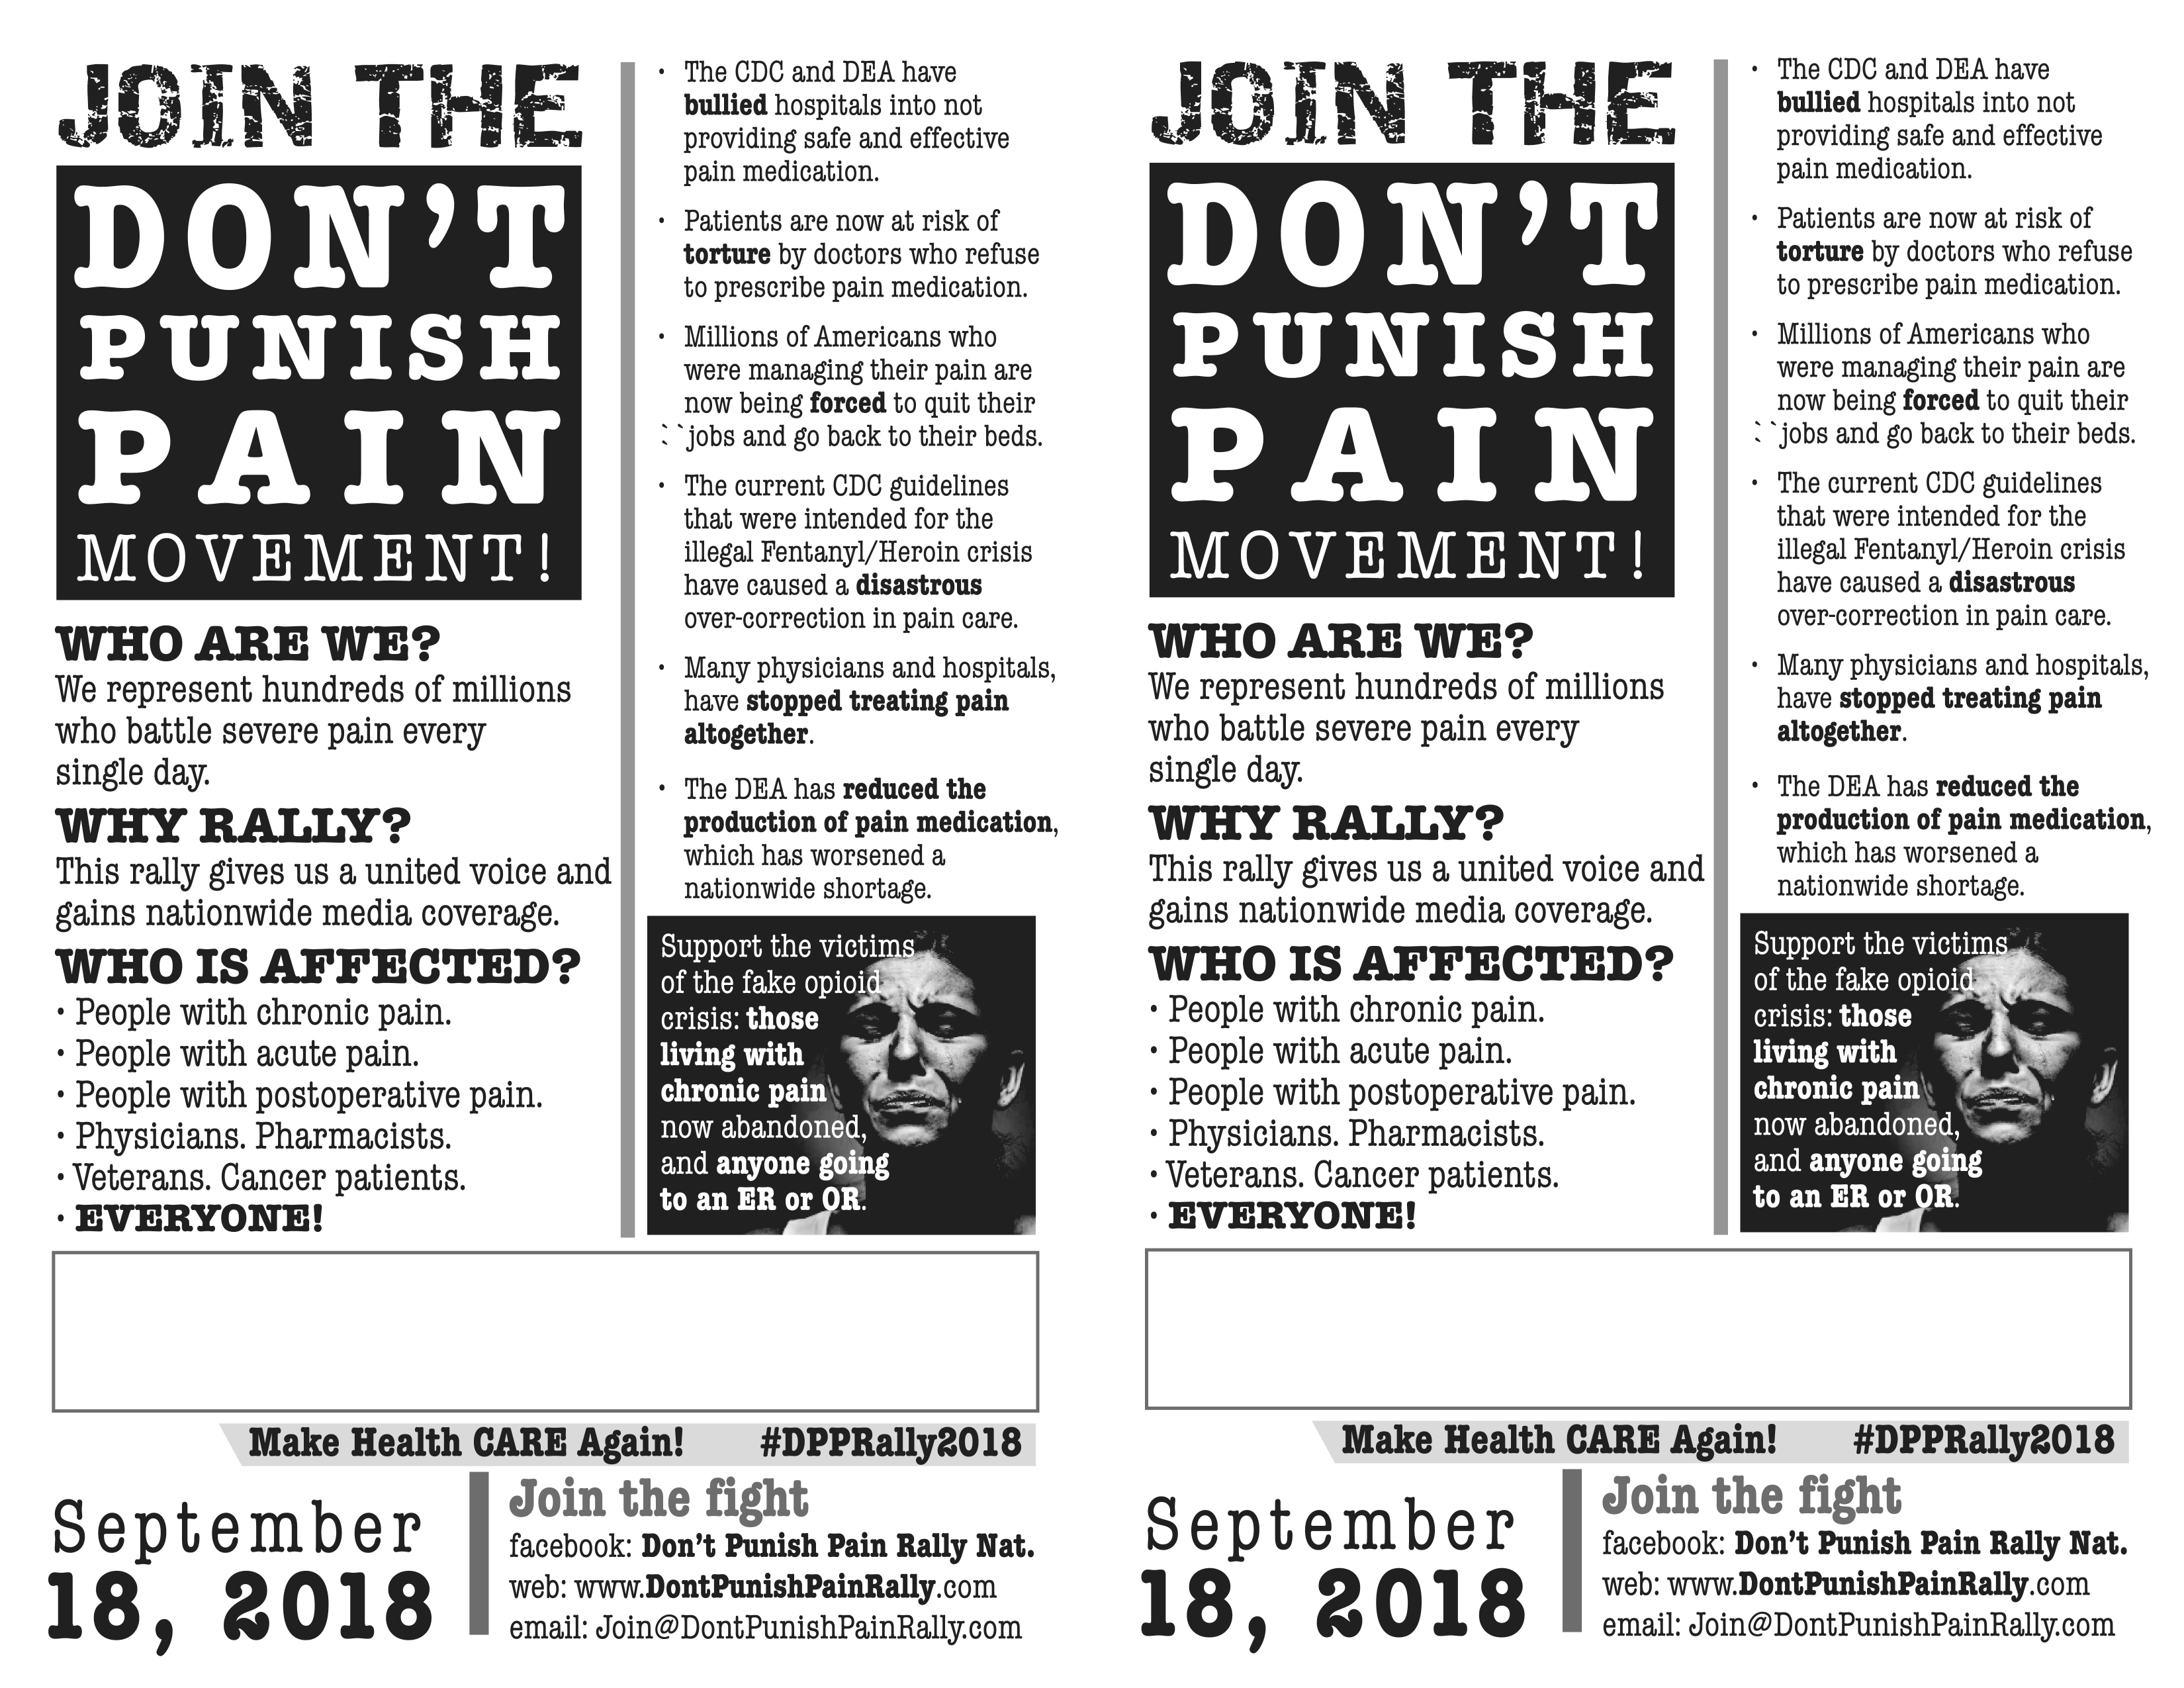 JOIN THE
DON'T
PUNISH
PAIN
MOVEMENT!
WHO ARE WE?
We represent hundreds of millions
who battle severe pain every
single day.
WHY RALLY?
This rally gives us a united voice and
gains nationwide media coverage.
WHO IS AFFECTED?
· People with chronic pain.
· People with acute pain.
· People with postoperative pain.
· Physicians. Pharmacists.
· Veterans. Cancer patients.
· EVERYONE!
· The CDC and DEA have
bullied hospitals into not
providing safe and effective
pain medication.
· Patients are now at risk of
torture by doctors who refuse
to prescribe pain medication.
· Millions of Americans who
were managing their pain are
now being forced to quit their
jobs and go back to their beds.
· The current CDC guidelines
that were intended for the
illegal Fentanyl/Heroin crisis
have caused a disastrous
over-correction in pain care.
· Many physicians and hospitals,
have stopped treating pain
altogether.
· The DEA has reduced the
production of pain medication,
which has worsened a
nationwide shortage.
Support the victims
of the fake opioid
crisis: those
living with
chronic pain
now abandoned,
and anyone going
to an ER or OR.
Make Health CARE Again! #DPPRally2018
September
18, 2018
Join the fight
facebook: Don't Punish Pain Rally Nat.
web: www.DontPunishPainRally.com
email: Join@DontPunishPainRally.com
JOIN THE
DON'T
PUNISH
PAIN
MOVEMENT!
WHO ARE WE?
We represent hundreds of millions
who battle severe pain every
single day.
WHY RALLY?
This rally gives us a united voice and
gains nationwide media coverage.
WHO IS AFFECTED?
· People with chronic pain.
· People with acute pain.
· People with postoperative pain.
· Physicians. Pharmacists.
· Veterans. Cancer patients.
· EVERYONE!
· The CDC and DEA have
bullied hospitals into not
providing safe and effective
pain medication.
· Patients are now at risk of
torture by doctors who refuse
to prescribe pain medication.
· Millions of Americans who
were managing their pain are
now being forced to quit their
jobs and go back to their beds.
· The current CDC guidelines
that were intended for the
illegal Fentanyl/Heroin crisis
have caused a disastrous
over-correction in pain care.
· Many physicians and hospitals,
have stopped treating pain
altogether.
· The DEA has reduced the
production of pain medication,
which has worsened a
nationwide shortage.
Support the victims
of the fake opioid
crisis: those
living with
chronic pain
now abandoned,
and anyone going
to an ER or OR.
Make Health CARE Again! #DPPRally2018
September
18, 2018
Join the fight
facebook: Don't Punish Pain Rally Nat.
web: www.DontPunishPainRally.com
email: Join@DontPunishPainRally.com